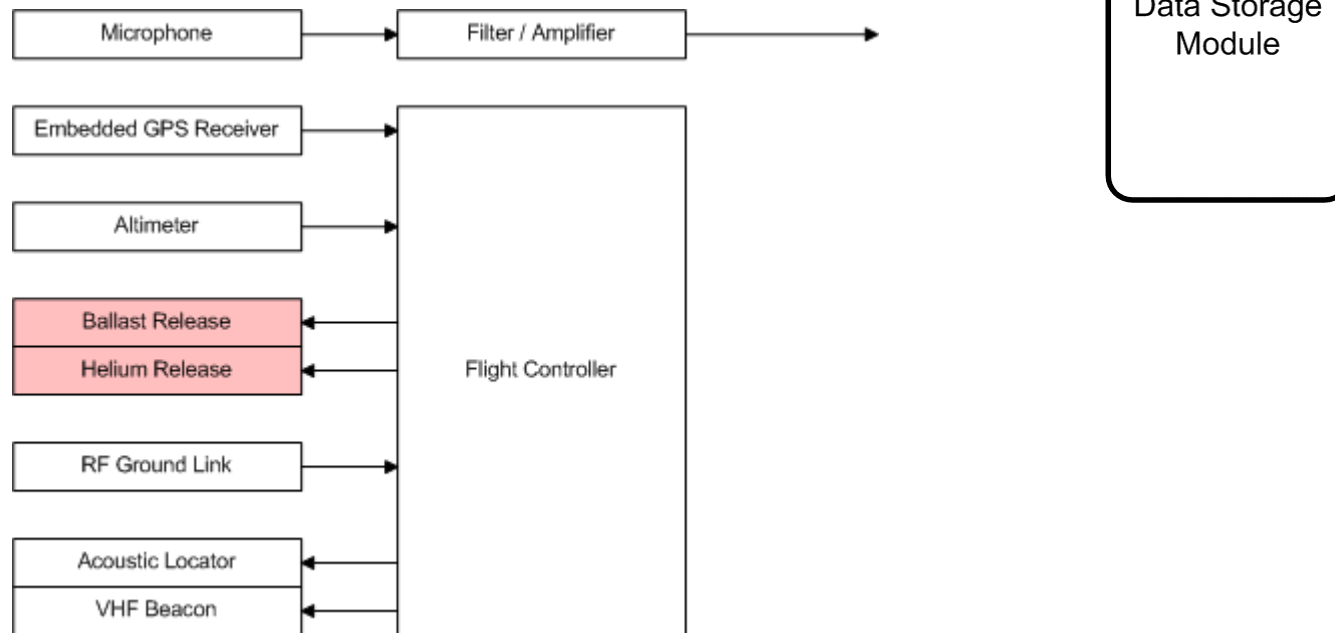 Data Storage
Module
Microphone
Filter / Amplifier
Embedded GPS Receiver
Altimeter
Ballast Release
Helium Release
Flight Controller
RF Ground Link
Acoustic Locator
VHF Beacon